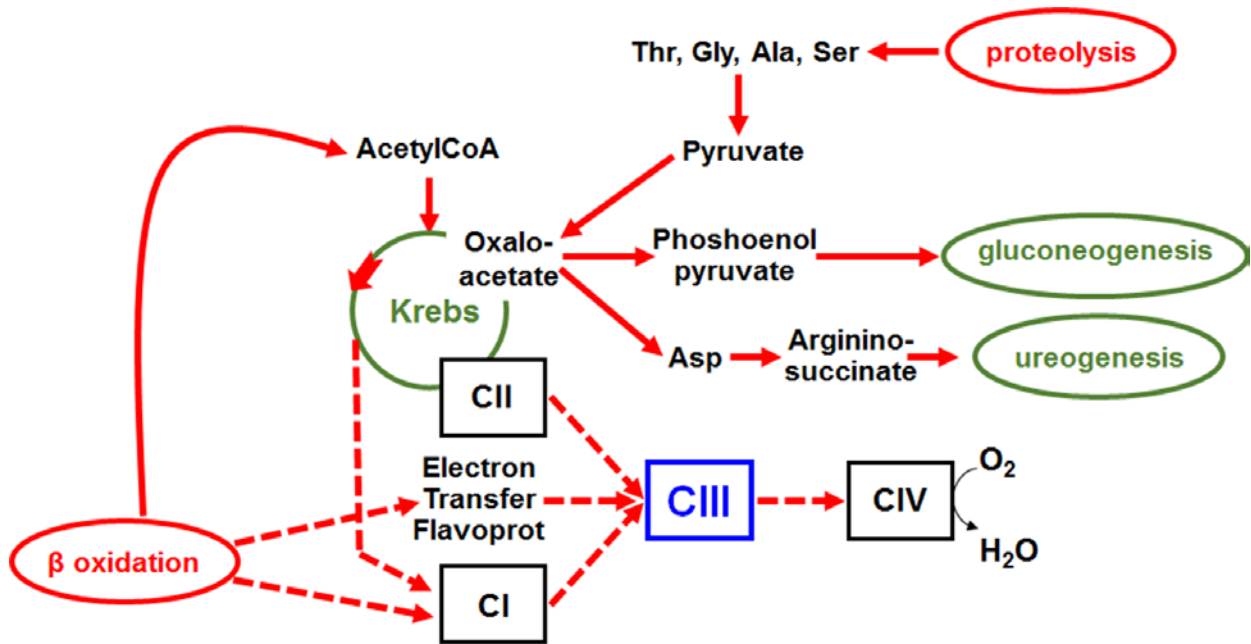 Thr, Gly, Ala, Ser
proteolysis
AcetylCoA
Pyruvate
Oxalo-
acetate
Phoshoenol
pyruvate
gluconeogenesis
Krebs
Asp
Arginino-
succinate
ureogenesis
CII
Electron
Transfer
Flavoprot
CIII
CIV
O₂
H₂O
β oxidation
CI